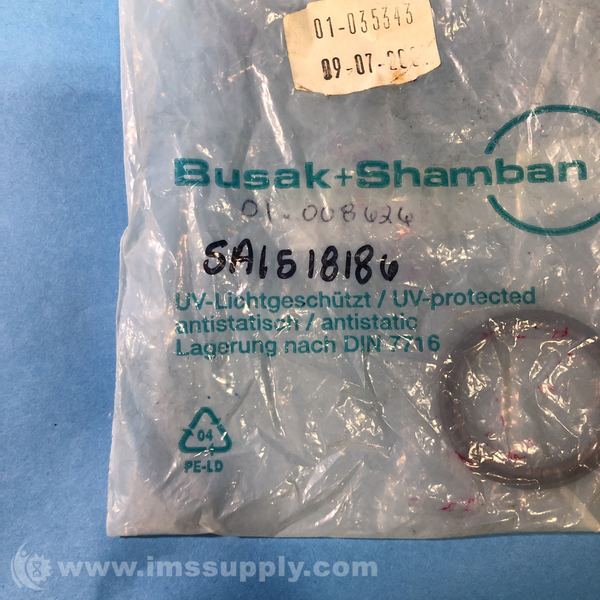 01-035343
09-07-200
Busak+Shamban
01-008626
SA1518186
UV-Lichtgeschützt / UV-protected
antistatisch / antistatic
Lagerung nach DIN 7716
04
PE-LD
www.imssupply.com